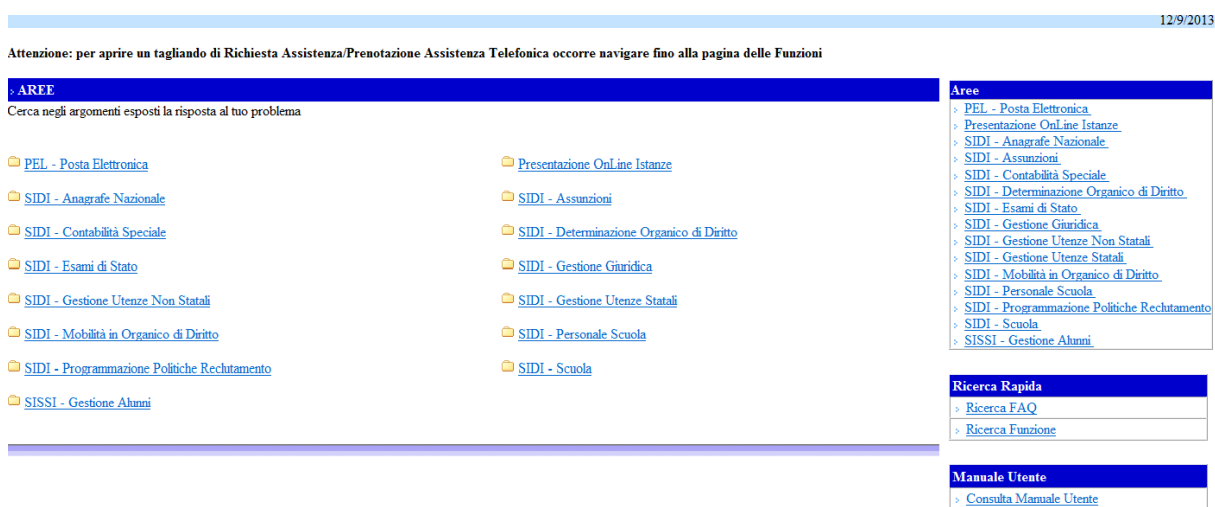 12/9/2013
Attenzione: per aprire un tagliando di Richiesta Assistenza/Prenotazione Assistenza Telefonica occorre navigare fino alla pagina delle Funzioni
AREE
Cerca negli argomenti esposti la risposta al tuo problema
PEL - Posta Elettronica
Presentazione OnLine Istanze
SIDI - Anagrafe Nazionale
SIDI - Assunzioni
SIDI - Contabilità Speciale
SIDI - Determinazione Organico di Diritto
SIDI - Esami di Stato
SIDI - Gestione Giuridica
SIDI - Gestione Utenze Non Statali
SIDI - Gestione Utenze Statali
SIDI - Mobilità in Organico di Diritto
SIDI - Personale Scuola
SIDI - Programmazione Politiche Reclutamento
SIDI - Scuola
SISSI - Gestione Alunni
Aree
PEL - Posta Elettronica
Presentazione OnLine Istanze
SIDI - Anagrafe Nazionale
SIDI - Assunzioni
SIDI - Contabilità Speciale
SIDI - Determinazione Organico di Diritto
SIDI - Esami di Stato
SIDI - Gestione Giuridica
SIDI - Gestione Utenze Non Statali
SIDI - Gestione Utenze Statali
SIDI - Mobilità in Organico di Diritto
SIDI - Personale Scuola
SIDI - Programmazione Politiche Reclutamento
SIDI - Scuola
SISSI - Gestione Alunni
Ricerca Rapida
Ricerca FAQ
Ricerca Funzione
Manuale Utente
Consulta Manuale Utente